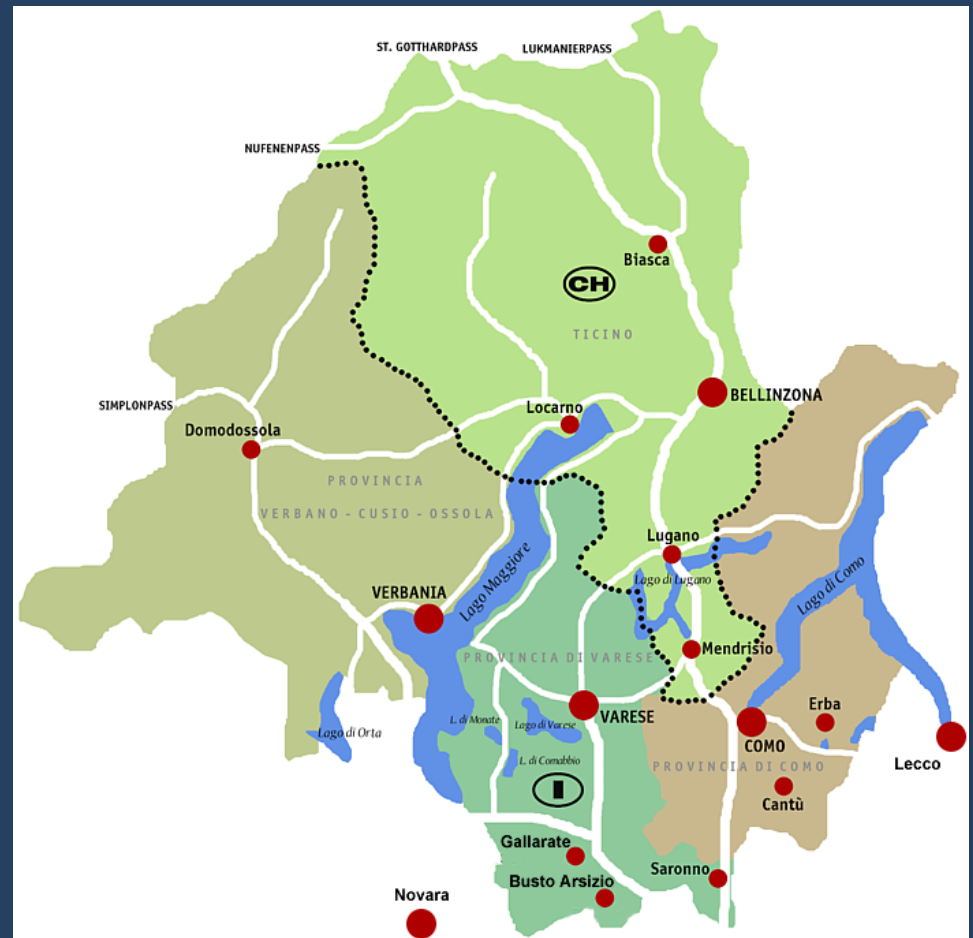 ST. GOTTHARDPASS
LUKMANIERPASS
NUFENENPASS
Biasca
CH
TICINO
BELLINZONA
SIMPLONPASS
Locarno
Domodossola
PROVINCIA
VERBANO - CUSIO - OSSOLA
Lugano
Lago Maggiore
Lago di Lugano
Lago di Como
VERBANIA
Mendrisio
PROVINCIA DI VARESE
Erba
VARESE
L. di Monate
Lago di Varese
Lago di Orta
COMO
Lecco
L. di Comabbio
PROVINCIA DI COMO
I
Cantù
Gallarate
Saronno
Busto Arsizio
Novara